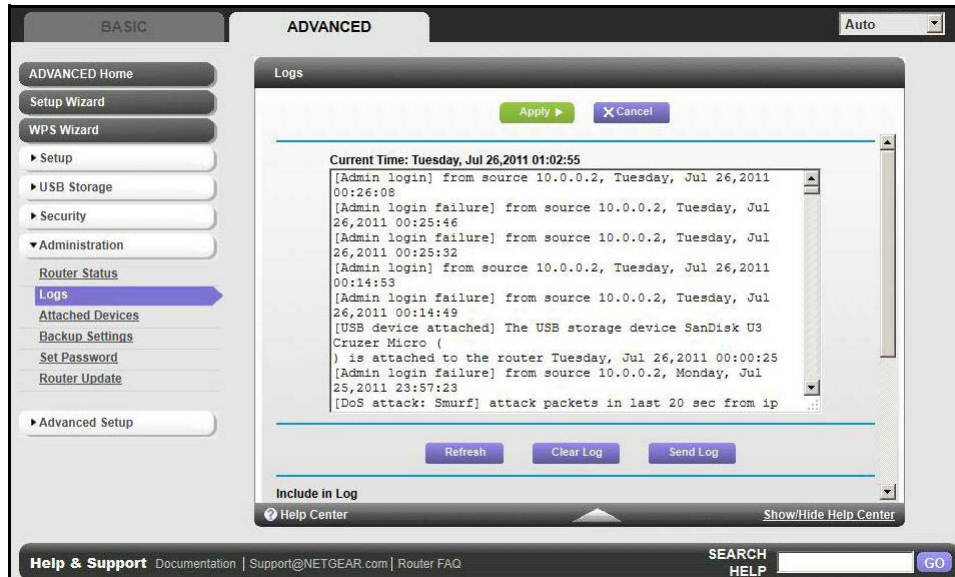 BASIC
ADVANCED
Auto
ADVANCED Home
Setup Wizard
WPS Wizard
Setup
USB Storage
Security
Administration
Router Status
Logs
Attached Devices
Backup Settings
Set Password
Router Update
Advanced Setup
Logs
Apply
X Cancel
Current Time: Tuesday, Jul 26,2011 01:02:55
[Admin login] from source 10.0.0.2, Tuesday, Jul 26,2011
00:26:08
[Admin login failure] from source 10.0.0.2, Tuesday, Jul
26,2011 00:25:46
[Admin login failure] from source 10.0.0.2, Tuesday, Jul
26,2011 00:25:32
[Admin login] from source 10.0.0.2, Tuesday, Jul 26,2011
00:14:53
[Admin login failure] from source 10.0.0.2, Tuesday, Jul
26,2011 00:14:49
[USB device attached] The USB storage device SanDisk U3
Cruzer Micro (
) is attached to the router Tuesday, Jul 26,2011 00:00:25
[Admin login failure] from source 10.0.0.2, Monday, Jul
25,2011 23:57:23
[DoS attack: Smurf] attack packets in last 20 sec from ip
Refresh
Clear Log
Send Log
Include in Log
? Help Center
Show/Hide Help Center
Help & Support Documentation | Support@NETGEAR.com | Router FAQ
SEARCH
HELP
GO